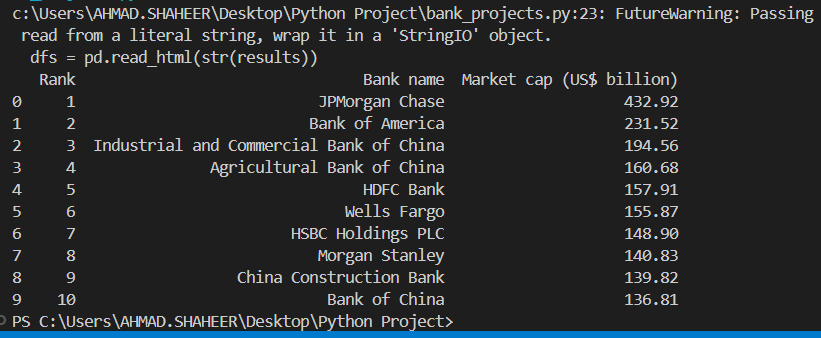 c:\Users\AHMAD.SHAHEER\Desktop\Python Project\bank_projects.py:23: FutureWarning: Passing
read from a literal string, wrap it in a 'StringIO' object.
dfs = pd.read_html(str(results))
Rank Bank name Market cap (US$ billion)
0 1 JPMorgan Chase 432.92
1 2 Bank of America 231.52
2 3 Industrial and Commercial Bank of China 194.56
3 4 Agricultural Bank of China 160.68
4 5 HDFC Bank 157.91
5 6 Wells Fargo 155.87
6 7 HSBC Holdings PLC 148.90
7 8 Morgan Stanley 140.83
8 9 China Construction Bank 139.82
9 10 Bank of China 136.81
PS C:\Users\AHMAD.SHAHEER\Desktop\Python Project>